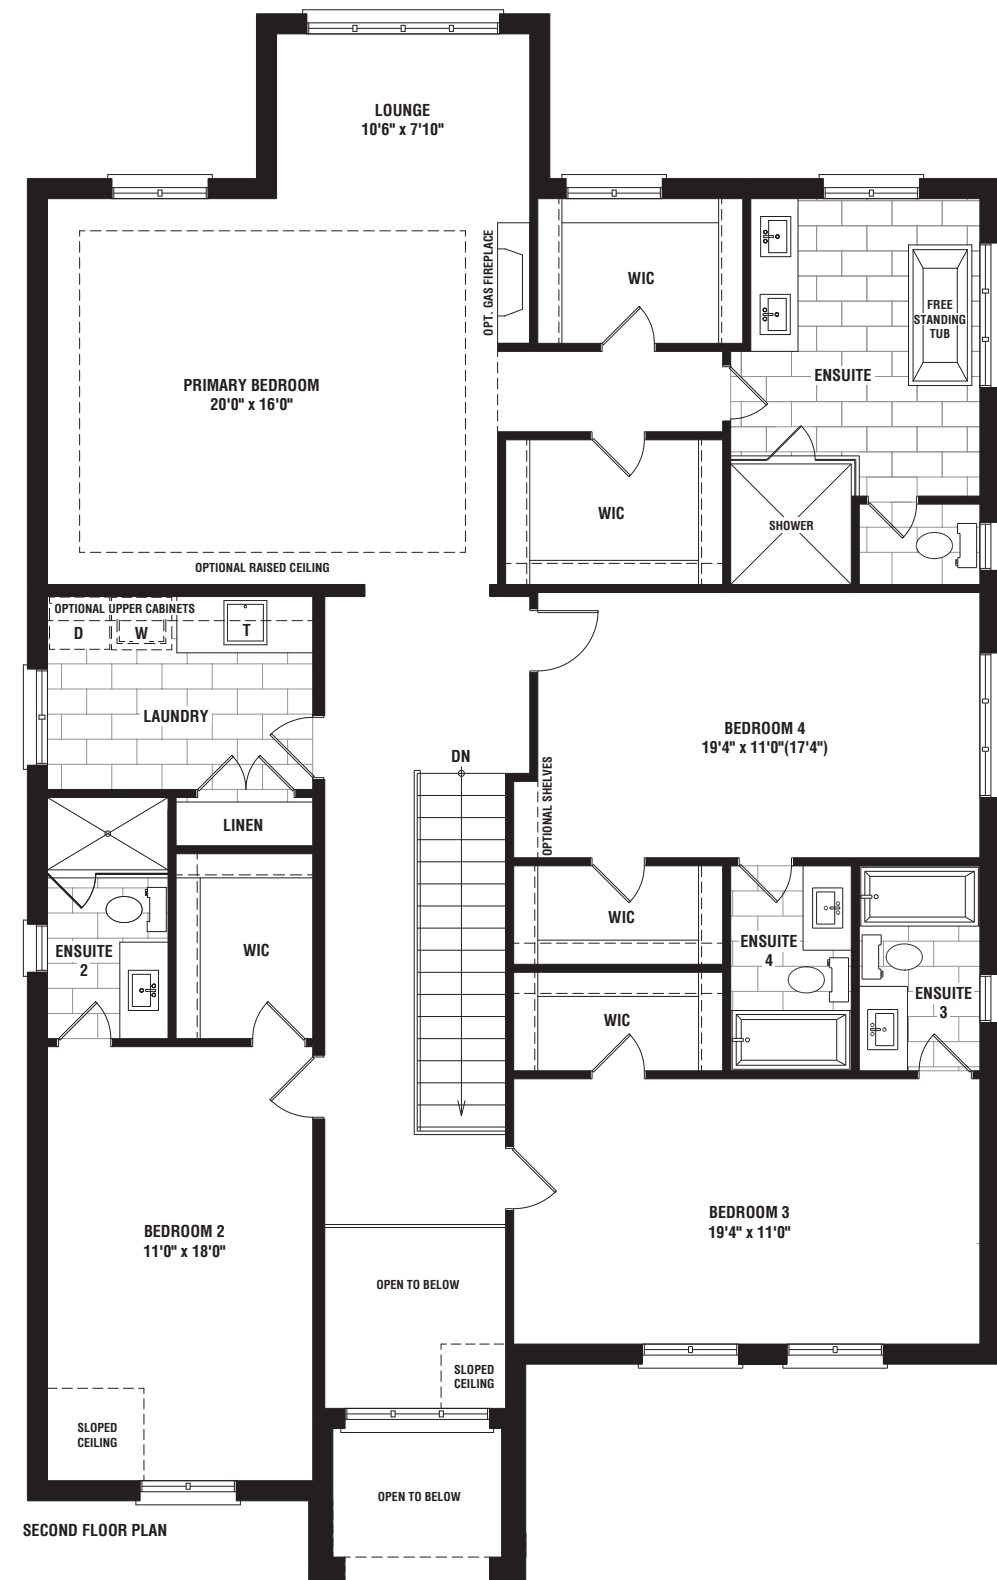 LOUNGE
10'6" x 7'10"
OPT. GAS FIREPLACE
WIC
FREE
STANDING
TUB
ENSUITE
PRIMARY BEDROOM
20'0" x 16'0"
WIC
SHOWER
OPTIONAL RAISED CEILING
OPTIONAL UPPER CABINETS
D
W
T
LAUNDRY
BEDROOM 4
19'4" x 11'0"(17'4")
DN
OPTIONAL SHELVES
LINEN
WIC
ENSUITE
2
WIC
ENSUITE
4
ENSUITE
3
WIC
BEDROOM 3
19'4" x 11'0"
BEDROOM 2
11'0" x 18'0"
OPEN TO BELOW
SLOPED
CEILING
SLOPED
CEILING
OPEN TO BELOW
SECOND FLOOR PLAN